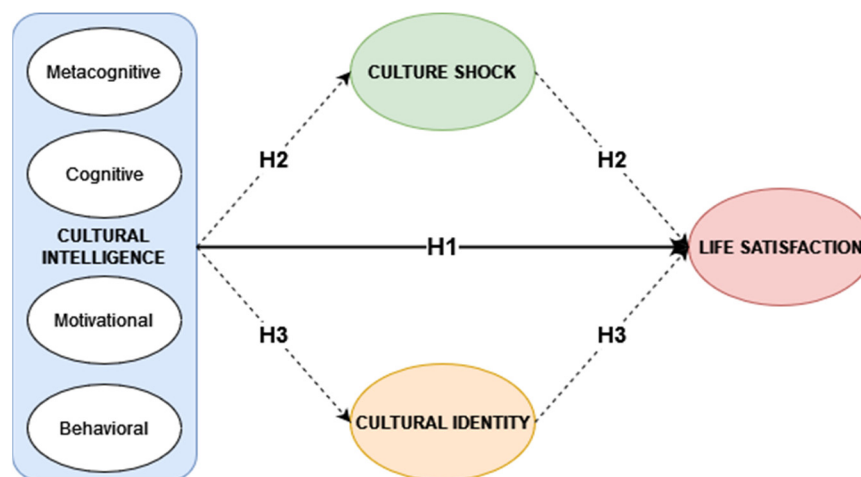 Metacognitive
Cognitive
CULTURAL
INTELLIGENCE
Motivational
Behavioral
CULTURE SHOCK
H2
H2
H1
LIFE SATISFACTION
H3
H3
CULTURAL IDENTITY